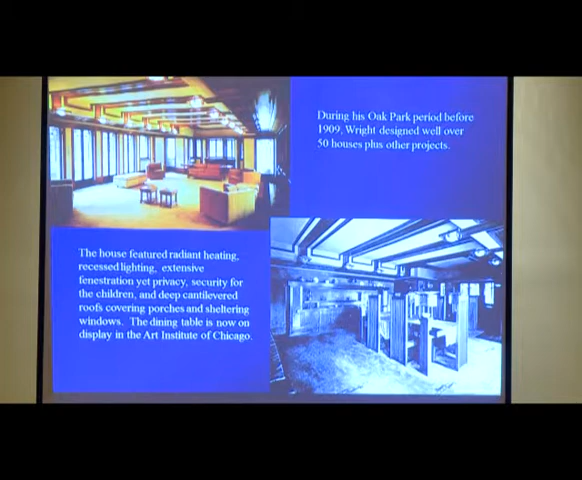 During his Oak Park period before
1909, Wright designed well over
50 houses plus other projects.
The house featured radiant heating,
recessed lighting, extensive
fenestration yet privacy, security for
the children, and deep cantilevered
roofs covering porches and sheltering
windows. The dining table is now on
display in the Art Institute of Chicago.